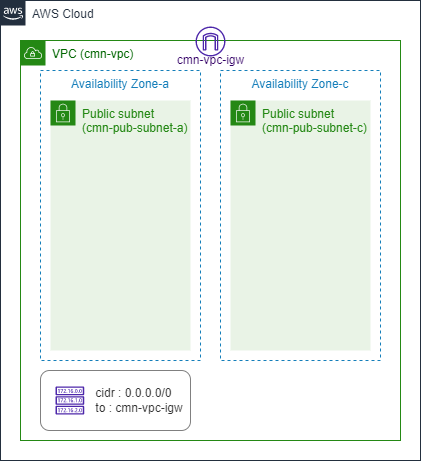 aws
AWS Cloud
cmn-vpc-igw
VPC (cmn-vpc)
Availability Zone-a
Availability Zone-c
Public subnet
(cmn-pub-subnet-a)
Public subnet
(cmn-pub-subnet-c)
172.16.0.0
172.16.1.0
172.16.2.0
cidr : 0.0.0.0/0
to : cmn-vpc-igw